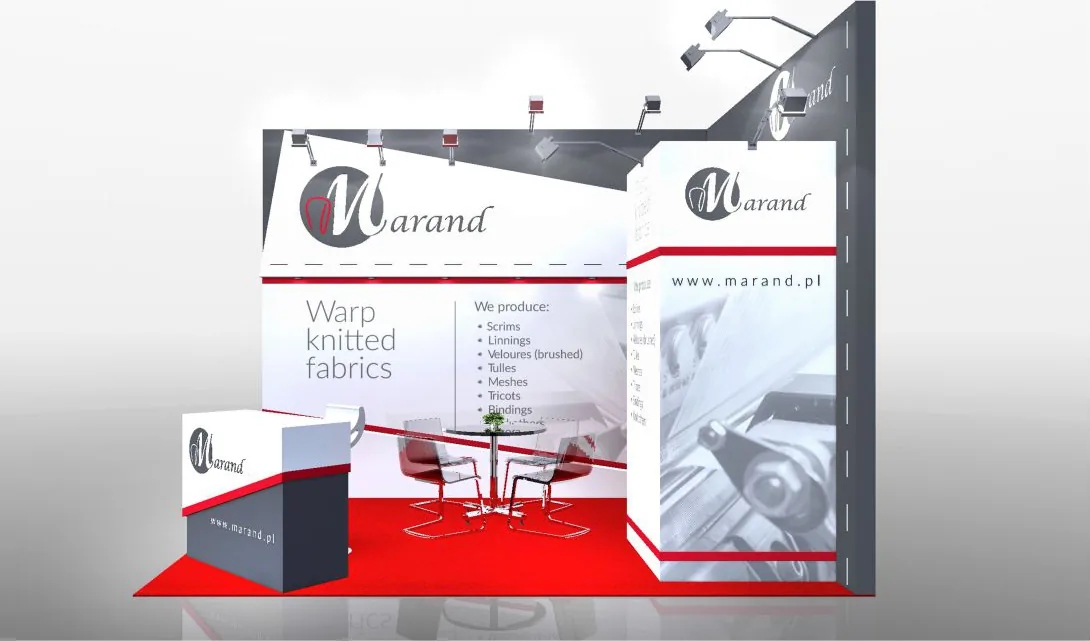 Marand
arand
Marand
Warp
knitted
fabrics
We produce:
• Scrims
• Linnings
• Veloures (brushed)
• Tulles
• Meshes
• Tricots
• Bindings
www.marand.pl
Marand
www.marand.pl